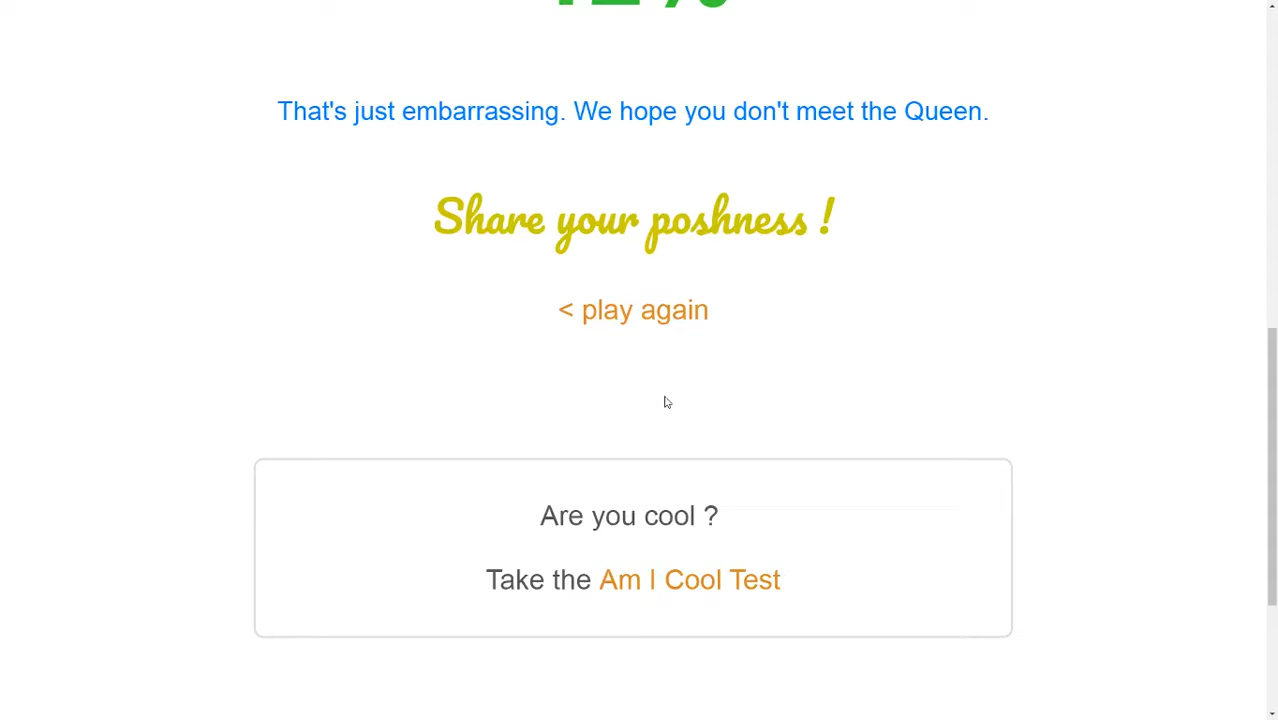 That's just embarrassing. We hope you don't meet the Queen.
Share your poshness !
< play again
Are you cool ?
Take the Am I Cool Test